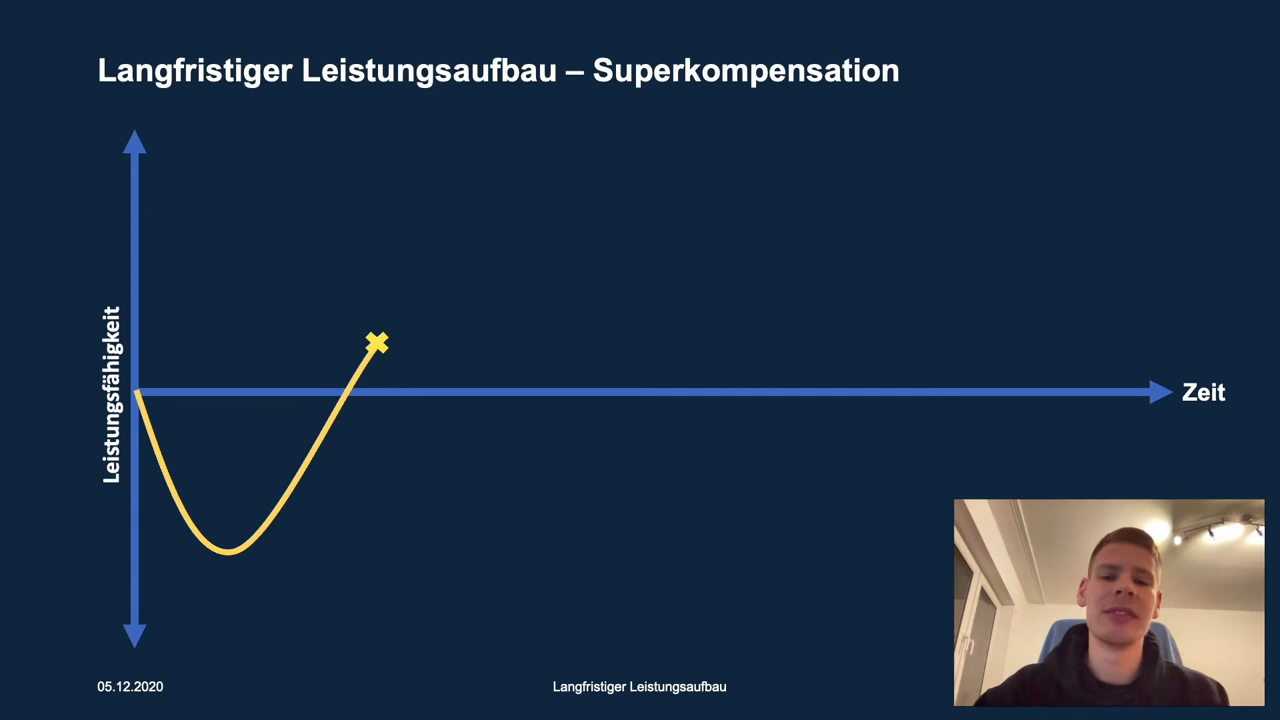 Langfristiger Leistungsaufbau – Superkompensation
Leistungsfähigkeit
Zeit
05.12.2020
Langfristiger Leistungsaufbau